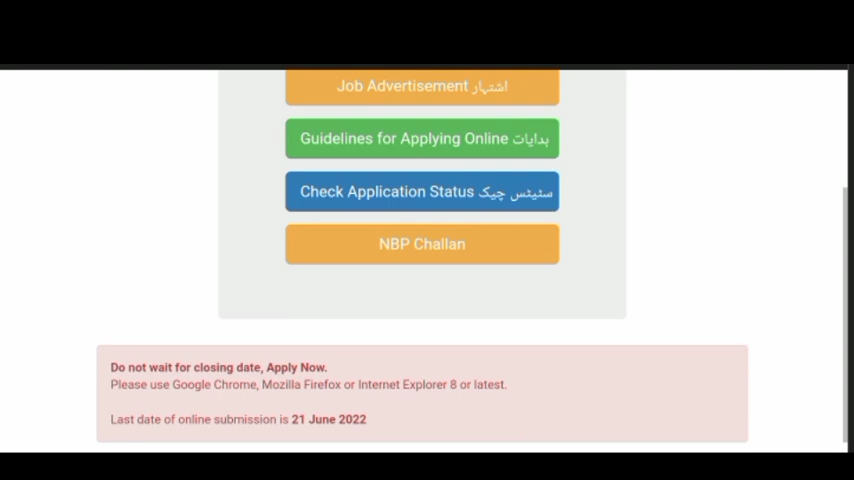 Job Advertisement اشتہار
Guidelines for Applying Online ہدایات
Check Application Status سٹیٹس چیک
NBP Challan
Do not wait for closing date, Apply Now.
Please use Google Chrome, Mozilla Firefox or Internet Explorer 8 or latest.
Last date of online submission is 21 June 2022